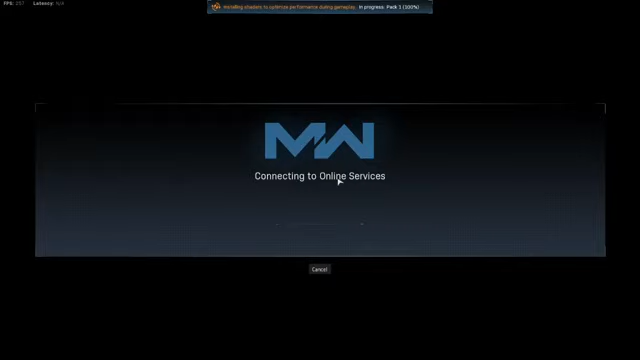 FPS: 257 Latency: N/A
Installing shaders to optimize performance during gameplay. In progress: Pack 1 (100%)
MW
Connecting to Online Services
Cancel